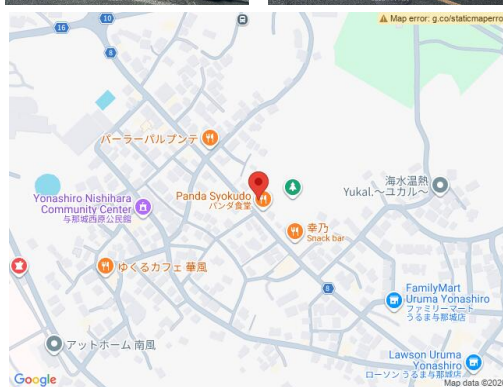 Map error: g.co/staticmaperro
10
16
8
パーラーパルプンテ
Panda Syokudo
パンダ食堂
海水温熱
Yukal.〜ユカル〜
Yonashiro Nishihara
Community Center
与那城西原公民館
幸乃
Snack bar
ゆくるカフェ 華風
8
FamilyMart
Uruma Yonashiro
ファミリーマート
うるま与那城店
アットホーム 南風
Lawson Uruma
Yonashiro
ローソン うるま与那城店
Google
Map data ©202